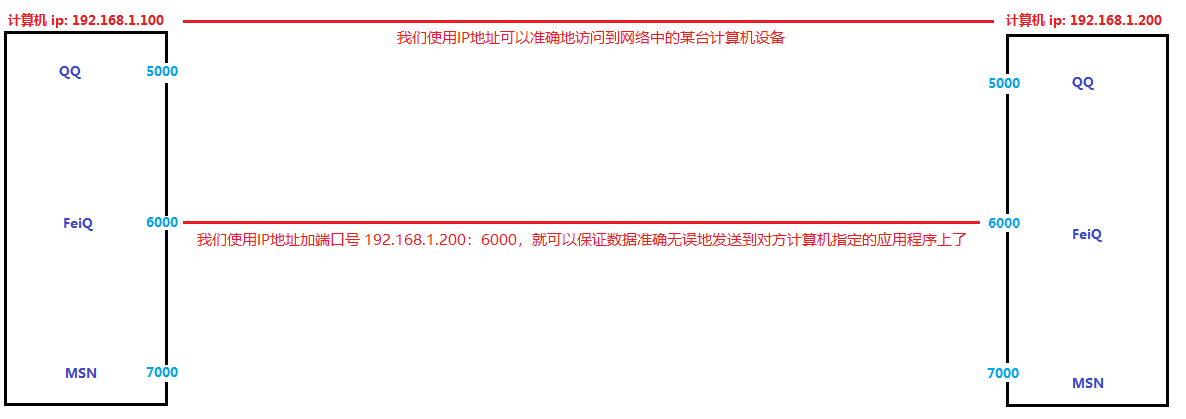 计算机 ip: 192.168.1.100
计算机 ip: 192.168.1.200
我们使用IP地址可以准确地访问到网络中的某台计算机设备
QQ
5000
5000
QQ
FeiQ
6000
6000
FeiQ
我们使用IP地址加端口号 192.168.1.200：6000，就可以保证数据准确无误地发送到对方计算机指定的应用程序上了
MSN
7000
7000
MSN